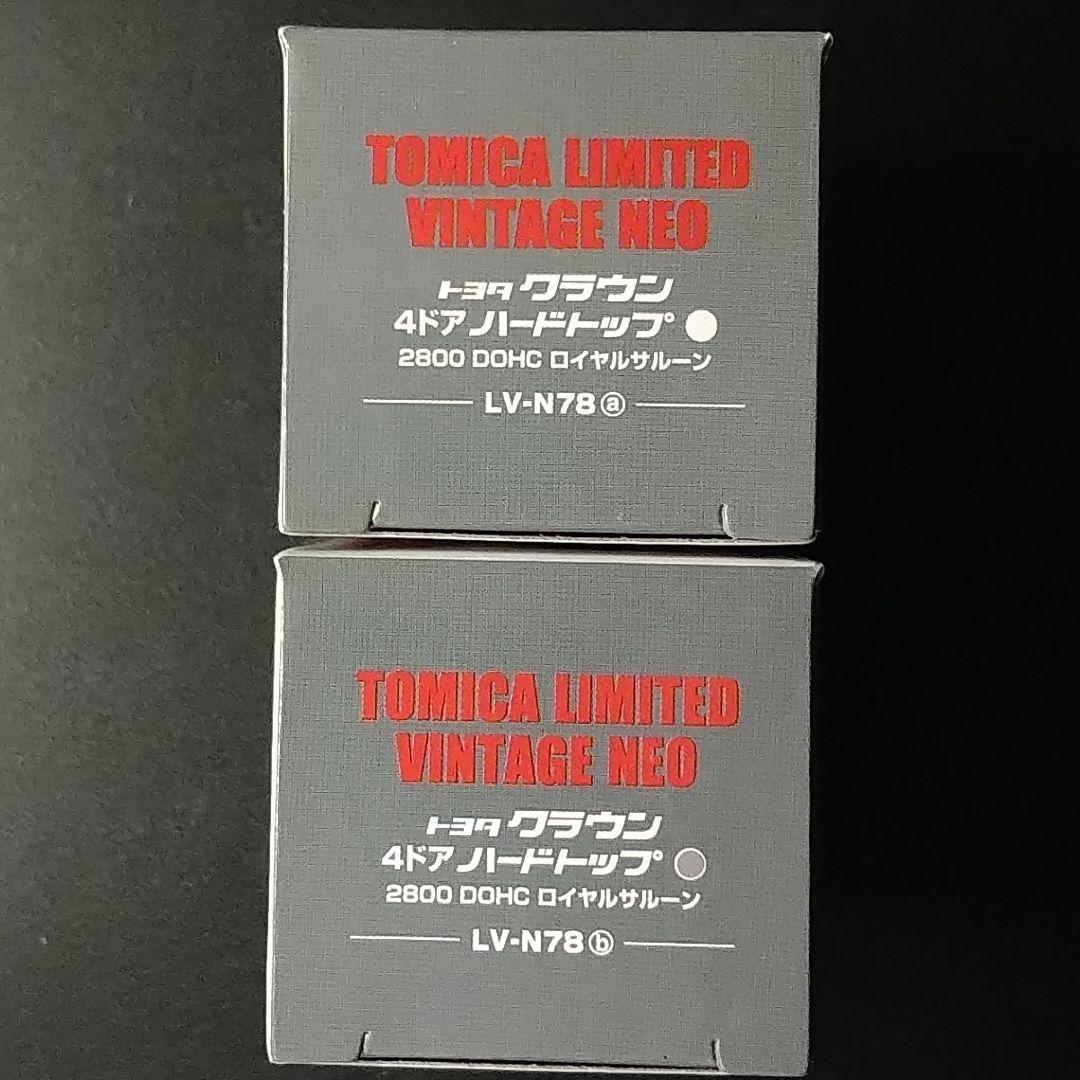 TOMICA LIMITED
VINTAGE NEO
トヨタ クラウン
4ドア ハードトップ
2800 DOHC ロイヤルサルーン
LV-N78 ⓐ
TOMICA LIMITED
VINTAGE NEO
トヨタ クラウン
4ドア ハードトップ
2800 DOHC ロイヤルサルーン
LV-N78 ⓑ